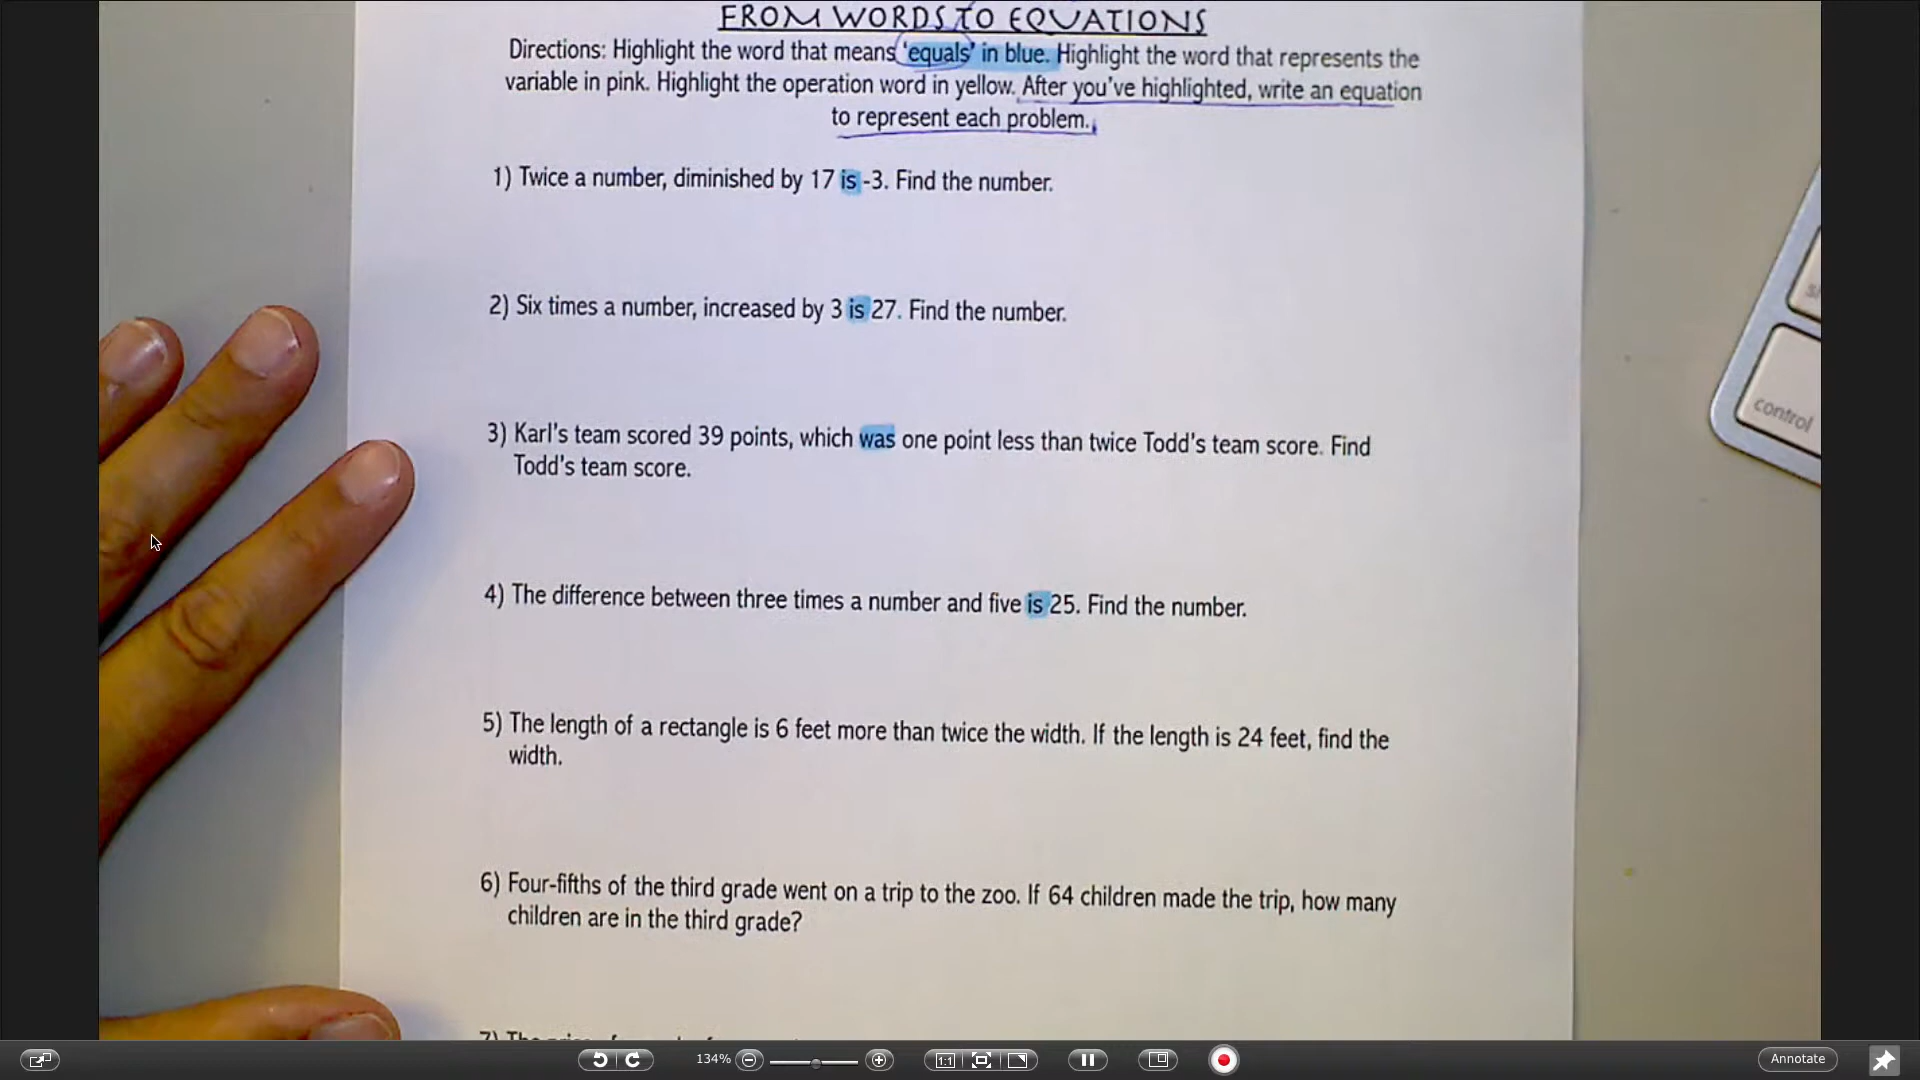 FROM WORDS TO EQUATIONS
Directions: Highlight the word that means 'equals' in blue. Highlight the word that represents the
variable in pink. Highlight the operation word in yellow. After you've highlighted, write an equation
to represent each problem.
1) Twice a number, diminished by 17 is -3. Find the number.
2) Six times a number, increased by 3 is 27. Find the number.
3) Karl's team scored 39 points, which was one point less than twice Todd's team score. Find
Todd's team score.
4) The difference between three times a number and five is 25. Find the number.
5) The length of a rectangle is 6 feet more than twice the width. If the length is 24 feet, find the
width.
6) Four-fifths of the third grade went on a trip to the zoo. If 64 children made the trip, how many
children are in the third grade?
7) The
control
134%
1:1
Annotate